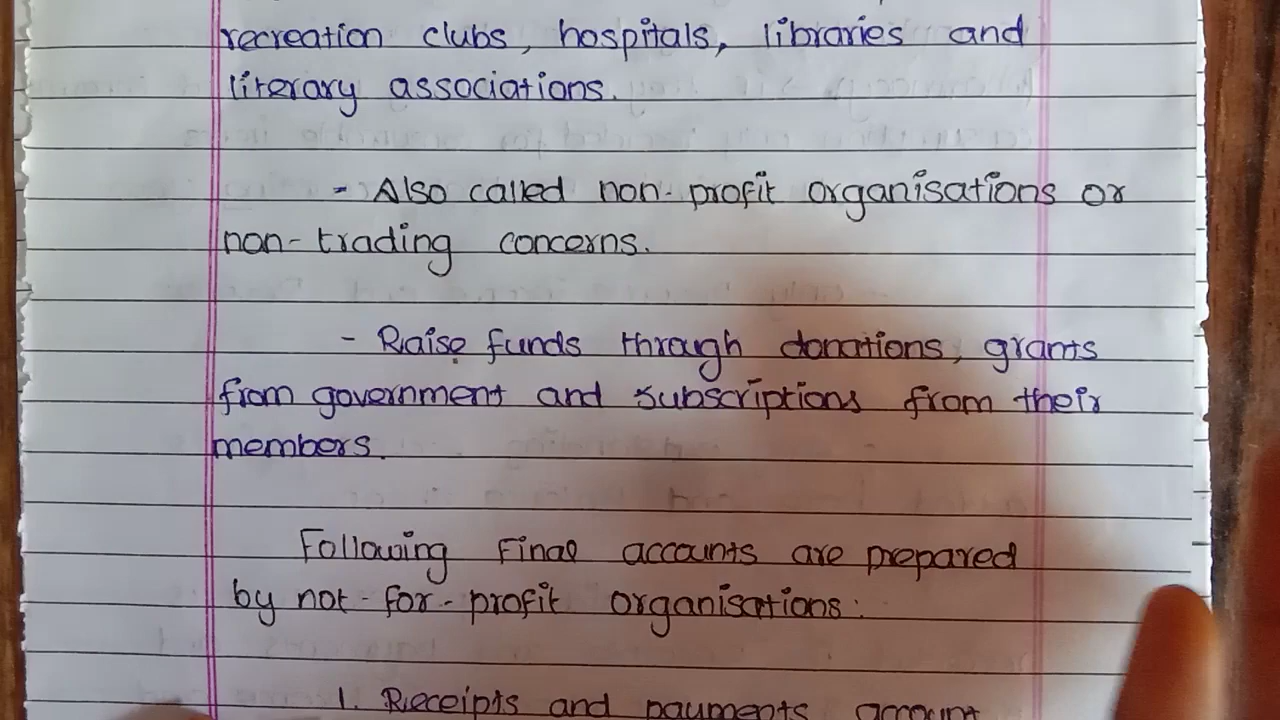 recreation clubs, hospitals, libraries and
literary associations.
- Also called non-profit organisations or
non-trading concerns.
- Raise funds through donations, grants
from government and subscriptions from their
members.
Following Final accounts are prepared
by not-for-profit organisations:
1. Receipts and payments account